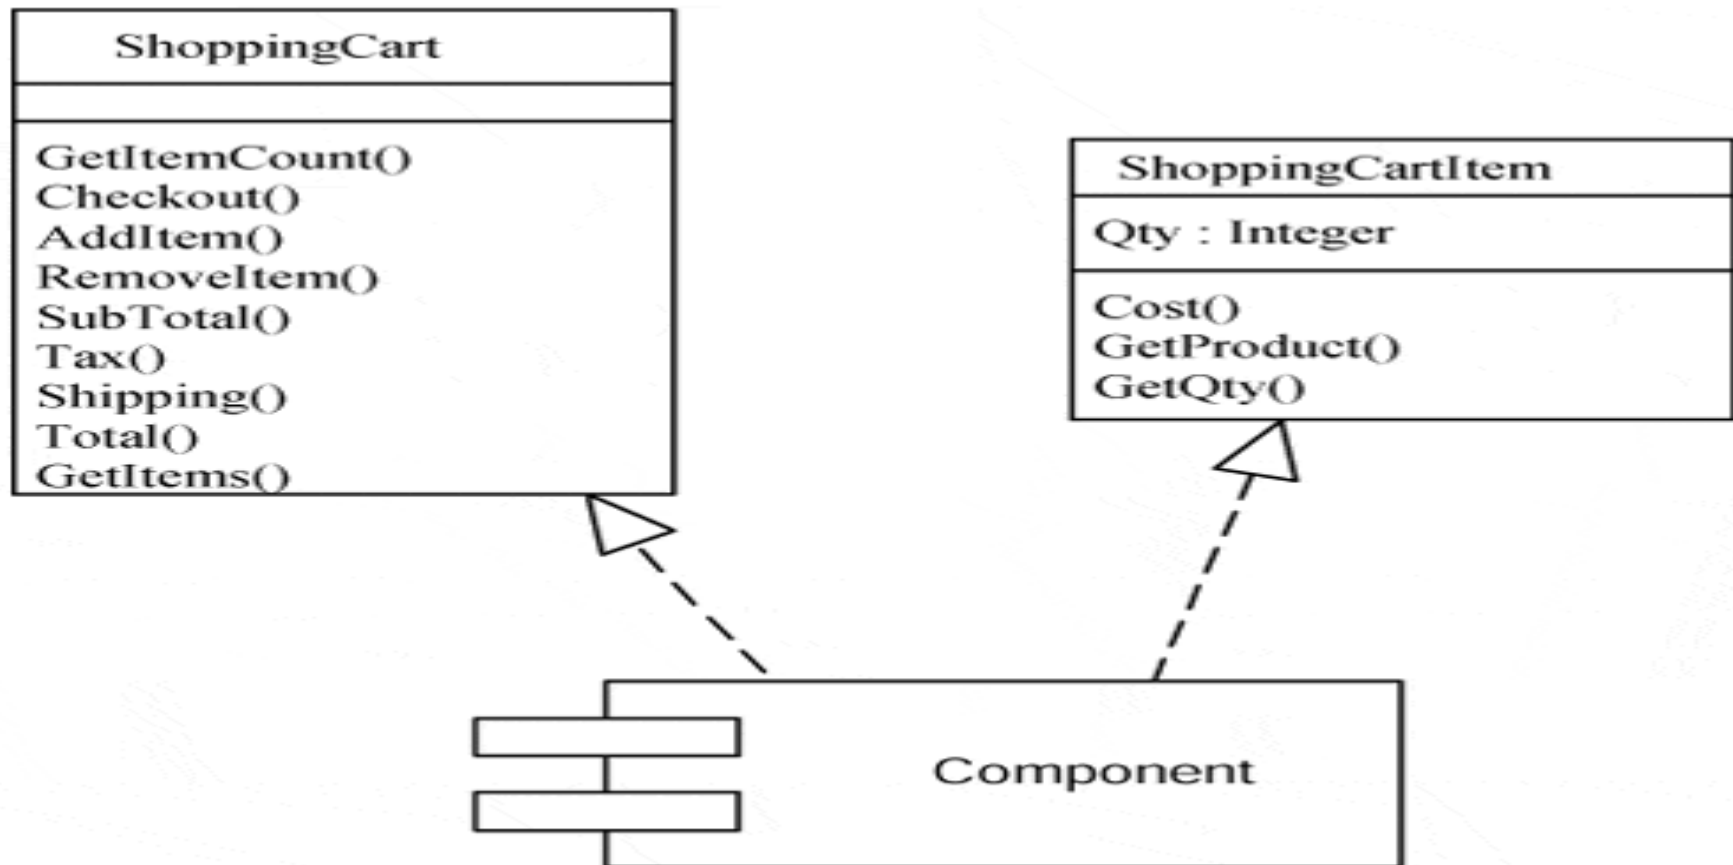 ShoppingCart
GetItemCount()
Checkout()
AddItem()
RemoveItem()
SubTotal()
Tax()
Shipping()
Total()
GetItems()
ShoppingCartItem
Qty : Integer
Cost()
GetProduct()
GetQty()
Component